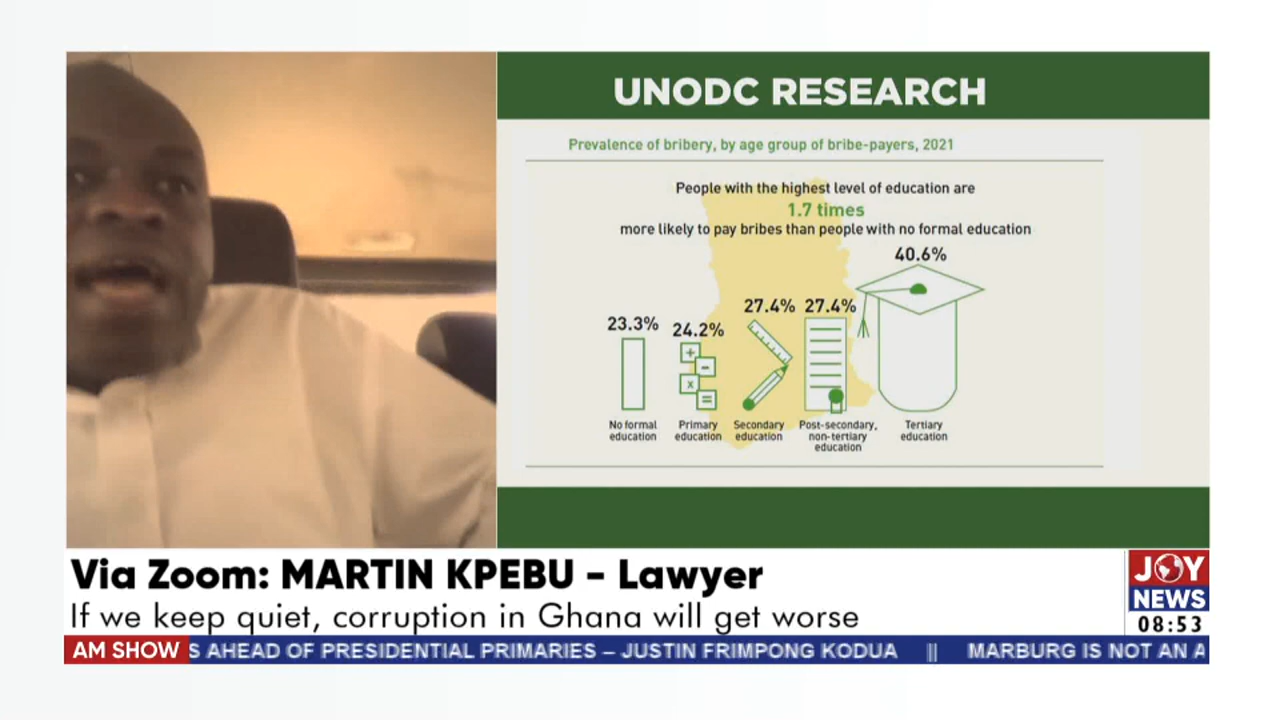 UNODC RESEARCH
Prevalence of bribery, by age group of bribe-payers, 2021
People with the highest level of education are
1.7 times
more likely to pay bribes than people with no formal education
40.6%
27.4% 27.4%
23.3% 24.2%
+
-
x
=
No formal
education
Primary
education
Secondary
education
Post-secondary,
non-tertiary
education
Tertiary
education
Via Zoom: MARTIN KPEBU – Lawyer
If we keep quiet, corruption in Ghana will get worse
JOY
NEWS
08:53
AM SHOW S AHEAD OF PRESIDENTIAL PRIMARIES – JUSTIN FRIMPONG KODUA || MARBURG IS NOT AN A